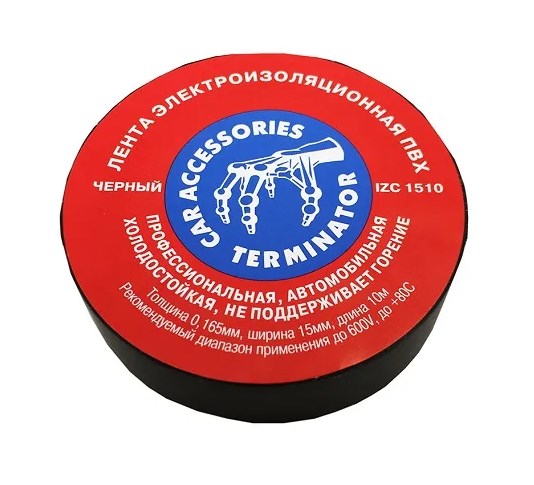 ЛЕНТА ЭЛЕКТРОИЗОЛЯЦИОННАЯ ПВХ
CAR ACCESSORIES
ЧЕРНЫЙ
IZC 1510
TERMINATOR
ПРОФЕССИОНАЛЬНАЯ, АВТОМОБИЛЬНАЯ
ХОЛОДОСТОЙКАЯ, НЕ ПОДДЕРЖИВАЕТ ГОРЕНИЕ
Толщина 0,165мм, ширина 15мм, длина 10м
Рекомендуемый диапазон применения до 600V, до +80С